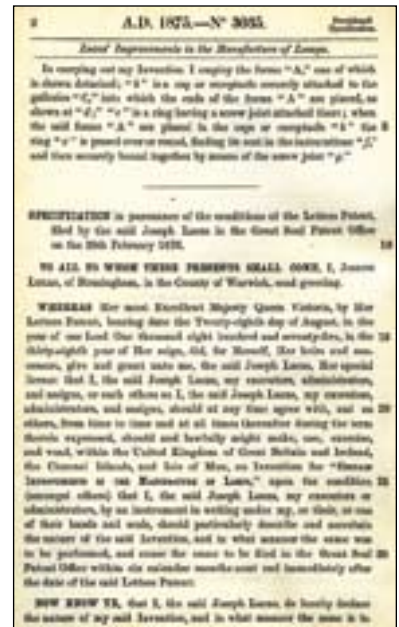 2 A.D. 1875.—Nº 3035. Provisional Specification.
Lucas' Improvements in the Manufacture of Lamps.
In carrying out my Invention I employ the forms "A," one of which
is shewn detached; "b" is a cap or receptacle securely attached to the
galleries "C," into which the ends of the forms "A" are placed, as
shewn at "d;" "e" is a ring having a screw joint attached thereto; when
the said forms "A" are placed in the caps or receptacle "b" the 5
ring "e" is passed over or round, finding its seat in the indentations "f,"
and then securely bound together by means of the screw joint "g."
SPECIFICATION in pursuance of the conditions of the Letters Patent,
filed by the said Joseph Lucas in the Great Seal Patent Office
on the February 1876. 10
TO ALL TO WHOM THESE PRESENTS SHALL COME, I, Joseph
Lucas, of Birmingham, in the County of Warwick, send greeting.
WHEREAS Her most Excellent Majesty Queen Victoria, by Her
Letters Patent, bearing date the Twenty-eighth day of August, in the
year of our Lord One thousand eight hundred and seventy-five, in the 15
thirty-eighth year of Her reign, did, for Herself, Her heirs and suc-
cessors, give and grant unto me, the said Joseph Lucas, Her special
licence that I, the said Joseph Lucas, my executors, administrators,
and assigns, or such others as I, the said Joseph Lucas, my executors,
administrators, and assigns, should at any time agree with, and no 20
others, from time to time and at all times thereafter during the term
therein expressed, should and lawfully might make, use, exercise,
and vend, within the United Kingdom of Great Britain and Ireland,
the Channel Islands, and Isle of Man, an Invention for "Certain
Improvements in the Manufacture of Lamps," upon the condition 25
(amongst others) that I, the said Joseph Lucas, my executors or
administrators, by an instrument in writing under my, or their, or one
of their hands and seals, should particularly describe and ascertain
the nature of the said Invention, and in what manner the same was
to be performed, and cause the same to be filed in the Great Seal 30
Patent Office within six calendar months next and immediately after
the date of the said Letters Patent.
NOW KNOW YE, that I, the said Joseph Lucas, do hereby declare
the nature of my said Invention, and in what manner the same is to